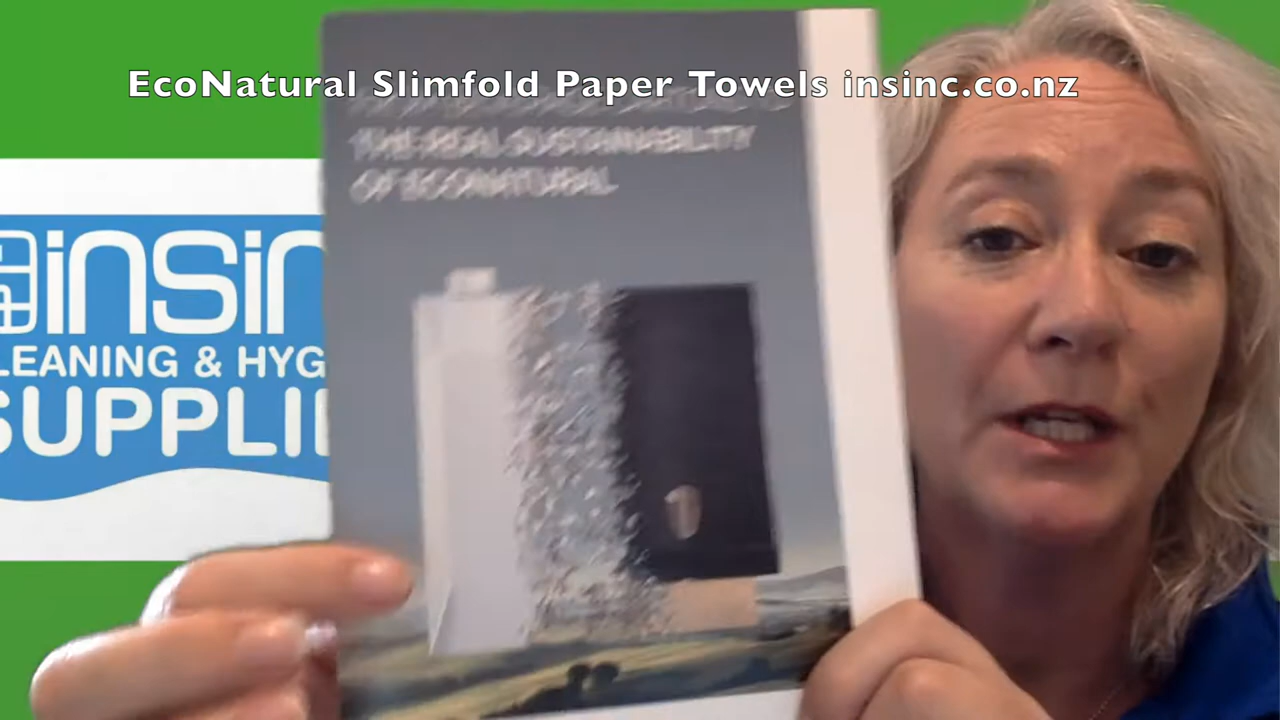 EcoNatural Slimfold Paper Towels insinc.co.nz
THE REAL SUSTAINABILITY
OF ECONATURAL
insin
LEANING & HYG
SUPPLI